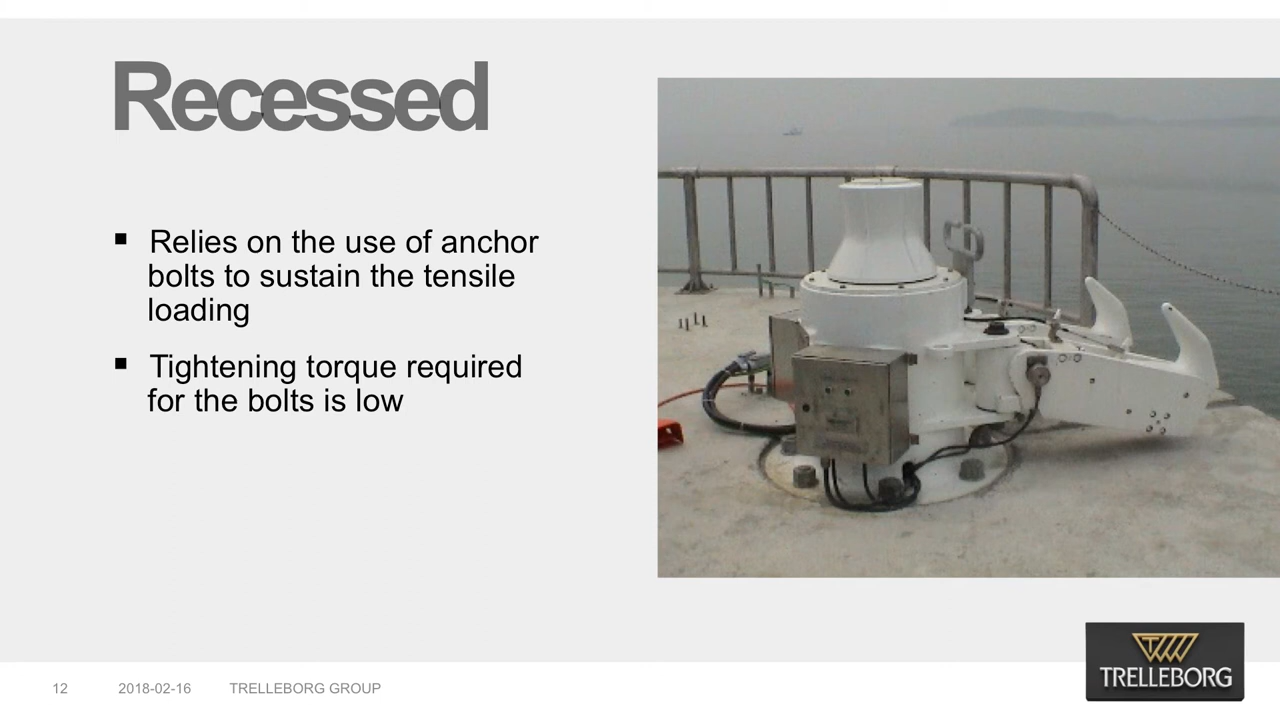 Recessed
▪ Relies on the use of anchor
bolts to sustain the tensile
loading
▪ Tightening torque required
for the bolts is low
12 2018-02-16 TRELLEBORG GROUP
TRELLEBORG